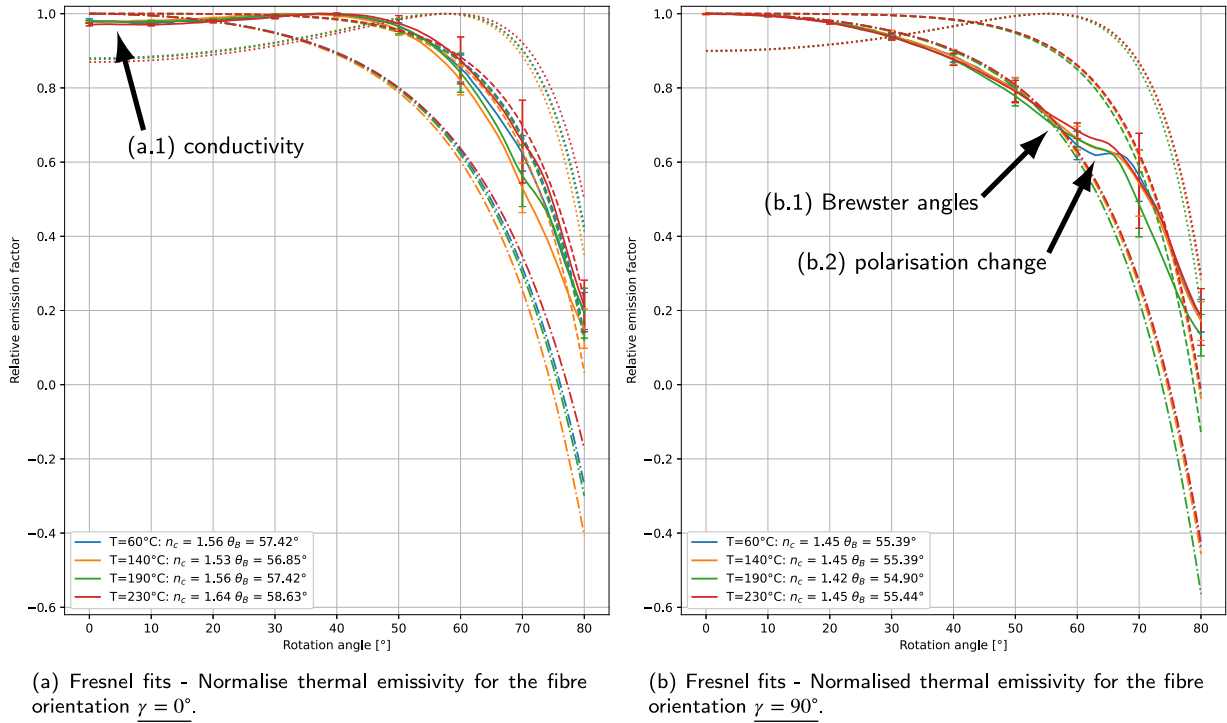 1.0
0.8
0.6
0.4
0.2
0.0
−0.2
−0.4
−0.6
Relative emission factor
(a.1) conductivity
T=60°C: n_c = 1.56 θ_B = 57.42°
T=140°C: n_c = 1.53 θ_B = 56.85°
T=190°C: n_c = 1.56 θ_B = 57.42°
T=230°C: n_c = 1.64 θ_B = 58.63°
0 10 20 30 40 50 60 70 80
Rotation angle [°]
(a) Fresnel fits - Normalise thermal emissivity for the fibre
orientation γ = 0°.
1.0
0.8
0.6
0.4
0.2
0.0
−0.2
−0.4
−0.6
Relative emission factor
(b.1) Brewster angles
(b.2) polarisation change
T=60°C: n_c = 1.45 θ_B = 55.39°
T=140°C: n_c = 1.45 θ_B = 55.39°
T=190°C: n_c = 1.42 θ_B = 54.90°
T=230°C: n_c = 1.45 θ_B = 55.44°
0 10 20 30 40 50 60 70 80
Rotation angle [°]
(b) Fresnel fits - Normalised thermal emissivity for the fibre
orientation γ = 90°.